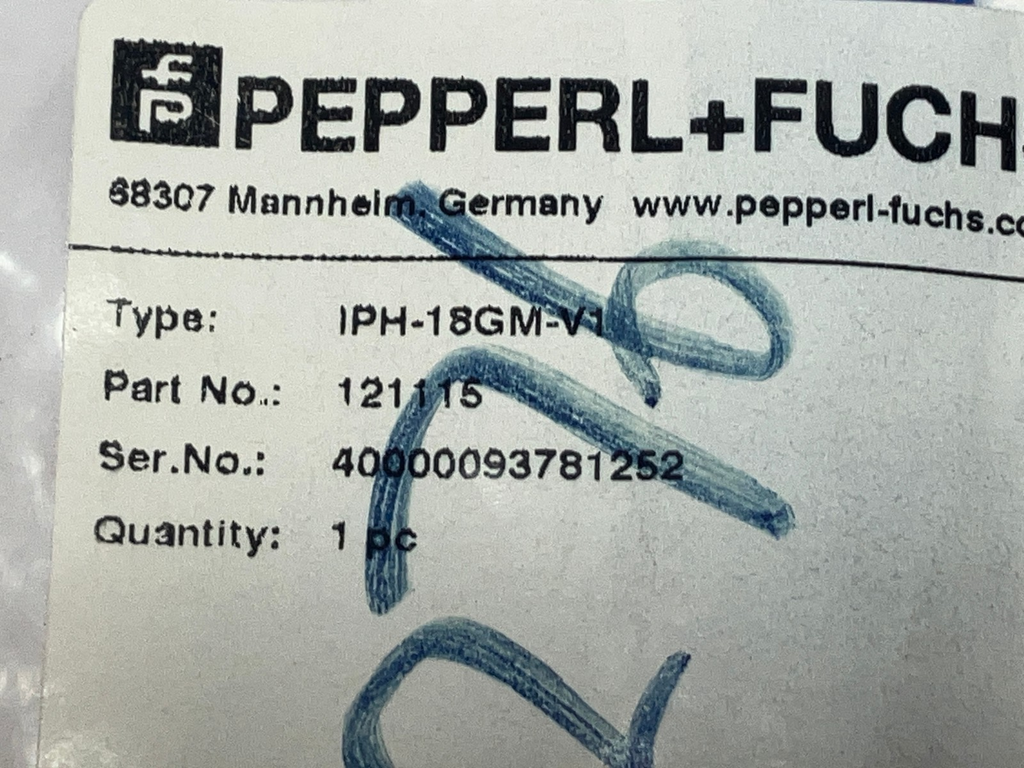 PEPPERL+FUCHS
68307 Mannheim, Germany www.pepperl-fuchs.co
Type: IPH-18GM-V1
Part No.: 121115
Ser.No.: 40000093781252
Quantity: 1 pc